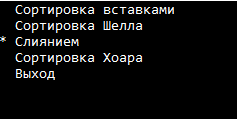 Сортировка вставками
Сортировка Шелла
* Слиянием
Сортировка Хоара
Выход